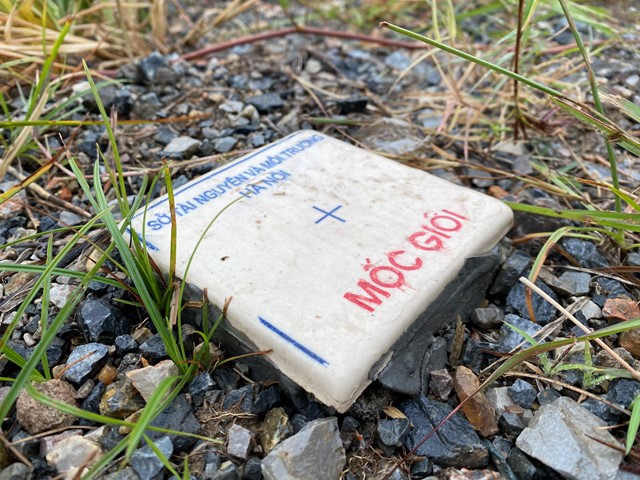 SỞ TÀI NGUYÊN VÀ MÔI TRƯỜNG
HÀ NỘI
MỐC GIỚI